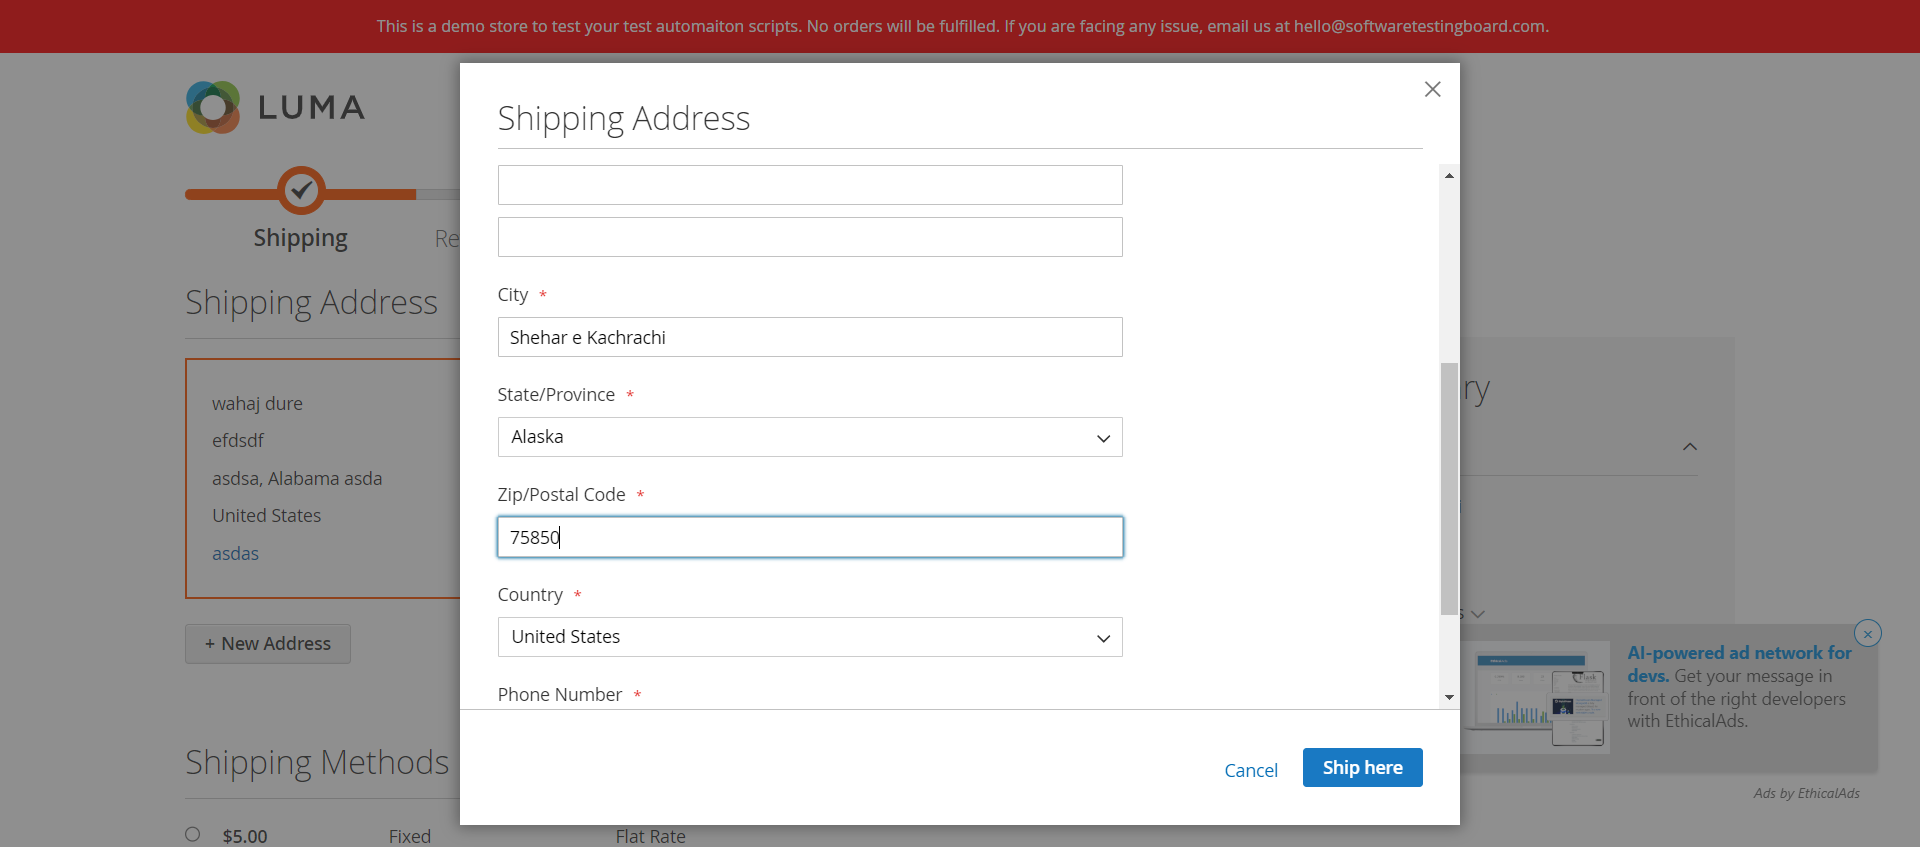 This is a demo store to test your test automaiton scripts. No orders will be fulfilled. If you are facing any issue, email us at hello@softwaretestingboard.com.
LUMA
Shipping
Re
Shipping Address
wahaj dure
efdsdf
asdsa, Alabama asda
United States
asdas
+ New Address
Shipping Methods
$5.00 Fixed Flat Rate
Shipping Address
City *
Shehar e Kachrachi
State/Province *
Alaska
Zip/Postal Code *
75850
Country *
United States
Phone Number *
Cancel
Ship here
ry
s
AI-powered ad network for
devs. Get your message in
front of the right developers
with EthicalAds.
Ads by EthicalAds